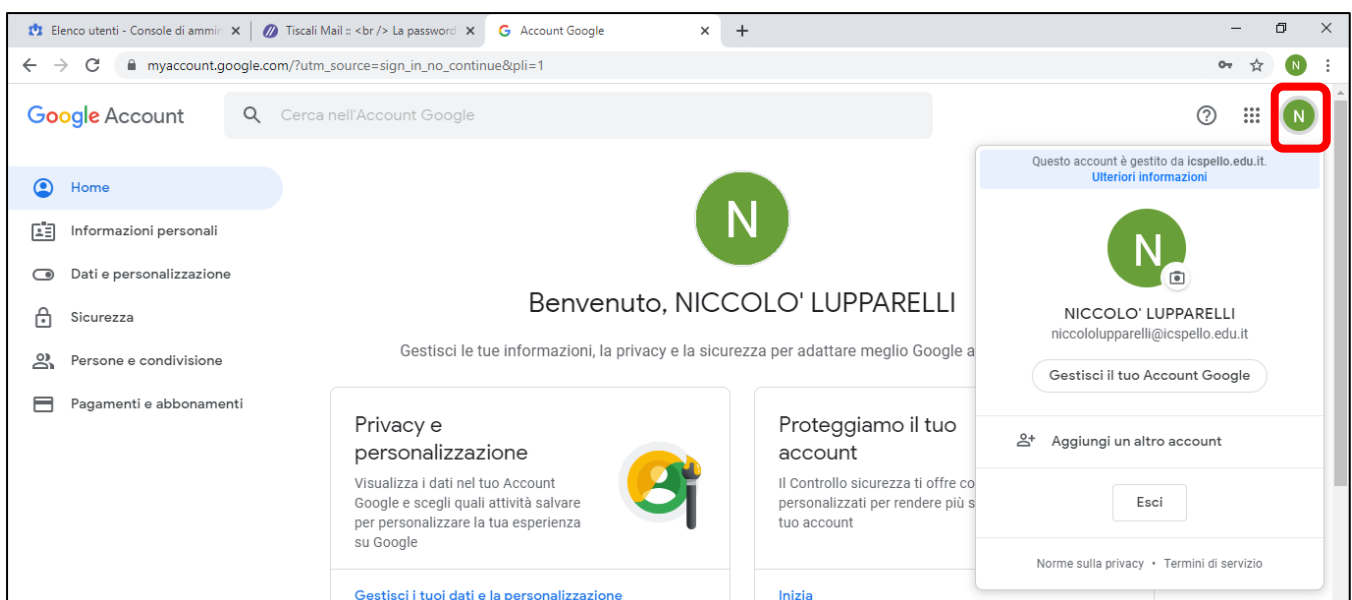 Elenco utenti - Console di ammin
Tiscali Mail :: <br /> La password
G Account Google
myaccount.google.com/?utm_source=sign_in_no_continue&pli=1
N
Google Account
Cerca nell'Account Google
N
Home
Informazioni personali
Dati e personalizzazione
Sicurezza
Persone e condivisione
Pagamenti e abbonamenti
N
Benvenuto, NICCOLO' LUPPARELLI
Gestisci le tue informazioni, la privacy e la sicurezza per adattare meglio Google a
Privacy e
personalizzazione
Visualizza i dati nel tuo Account
Google e scegli quali attività salvare
per personalizzare la tua esperienza
su Google
Gestisci i tuoi dati e la personalizzazione
Proteggiamo il tuo
account
Il Controllo sicurezza ti offre co
personalizzati per rendere più s
tuo account
Inizia
Questo account è gestito da icspello.edu.it.
Ulteriori informazioni
N
NICCOLO' LUPPARELLI
niccololupparelli@icspello.edu.it
Gestisci il tuo Account Google
Aggiungi un altro account
Esci
Norme sulla privacy • Termini di servizio